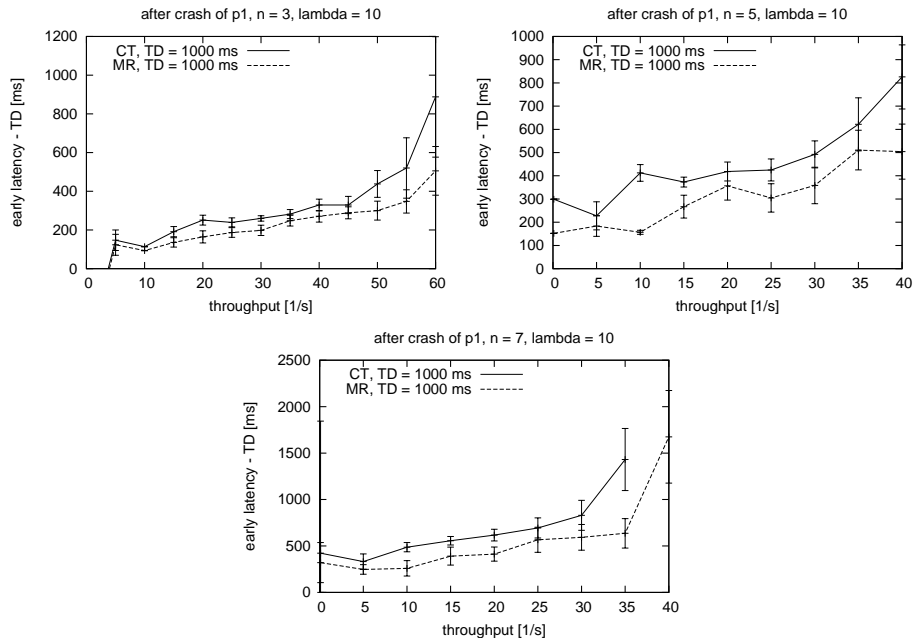 after crash of p1, n = 3, lambda = 10
early latency - TD [ms]
1200
1000
800
600
400
200
0
CT, TD = 1000 ms
MR, TD = 1000 ms
0 10 20 30 40 50 60
throughput [1/s]
after crash of p1, n = 5, lambda = 10
early latency - TD [ms]
1000
900
800
700
600
500
400
300
200
100
0
CT, TD = 1000 ms
MR, TD = 1000 ms
0 5 10 15 20 25 30 35 40
throughput [1/s]
after crash of p1, n = 7, lambda = 10
early latency - TD [ms]
2500
2000
1500
1000
500
0
CT, TD = 1000 ms
MR, TD = 1000 ms
0 5 10 15 20 25 30 35 40
throughput [1/s]